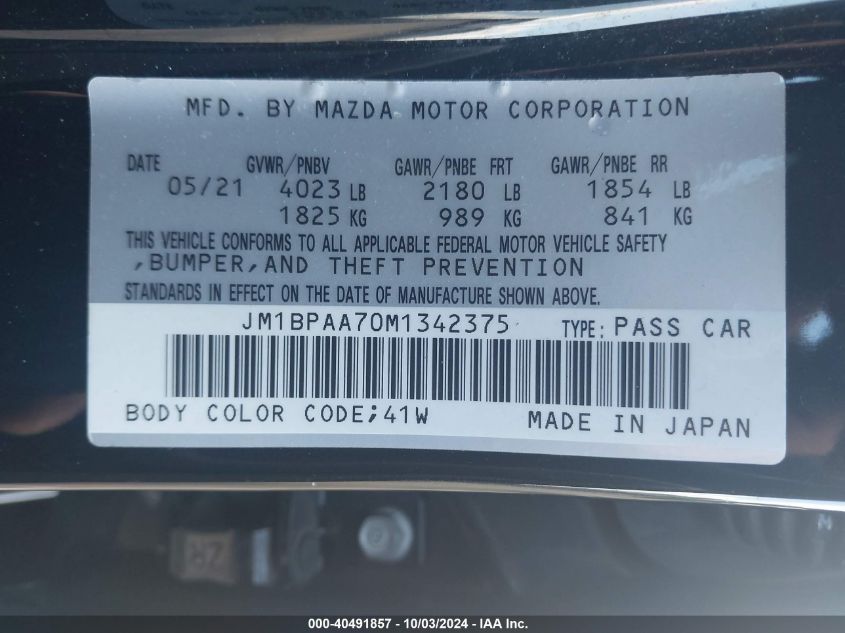 MFD. BY MAZDA MOTOR CORPORATION
DATE GVWR/PNBV GAWR/PNBE FRT GAWR/PNBE RR
05/21 4023 LB 2180 LB 1854 LB
1825 KG 989 KG 841 KG
THIS VEHICLE CONFORMS TO ALL APPLICABLE FEDERAL MOTOR VEHICLE SAFETY
,BUMPER,AND THEFT PREVENTION
STANDARDS IN EFFECT ON THE DATE OF MANUFACTURE SHOWN ABOVE.
JM1BPAA70M1342375 TYPE: PASS CAR
BODY COLOR CODE;41W MADE IN JAPAN
000-40491857 - 10/03/2024 - IAA Inc.